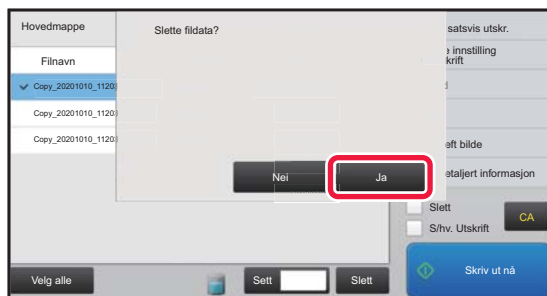 Hovedmappe
Slette fildata?
satsvis utskr.
innstilling
krift
Filnavn
Copy_20201010_1120
Copy_20201010_1120
Copy_20201010_1120
eft bilde
Nei
Ja
etaljert informasjon
Slett
S/hv. Utskrift
CA
Velg alle
Sett
Slett
Skriv ut nå